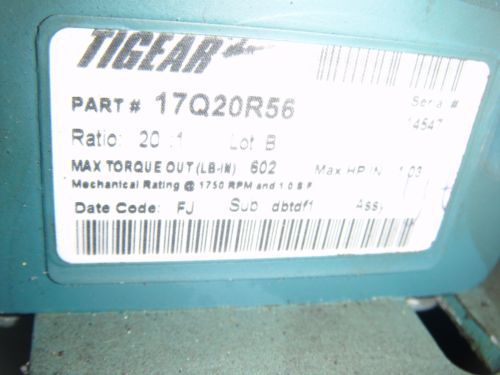 TIGEAR
PART # 17Q20R56 Serial #
Ratio: 20 :1 Lot B 14547
MAX TORQUE OUT (LB-IN) 602 Max HP IN 1.03
Mechanical Rating @ 1750 RPM and 1.0 S.F.
Date Code: FJ Sub dbtdf1 Assy